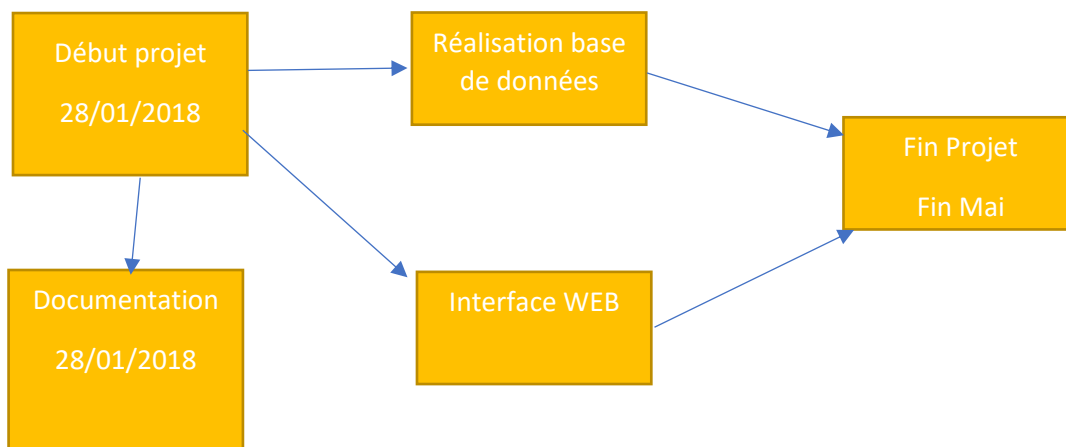 Début projet
28/01/2018
Réalisation base
de données
Fin Projet
Fin Mai
Documentation
28/01/2018
Interface WEB